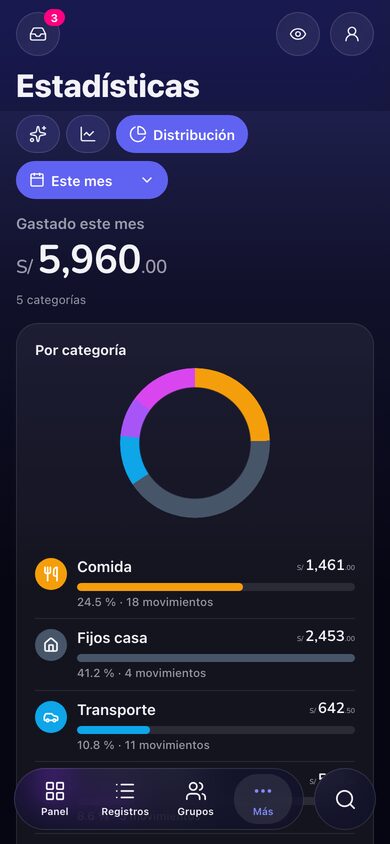 3
Estadísticas
Distribución
Este mes
Gastado este mes
S/ 5,960.00
5 categorías
Por categoría
Comida S/ 1,461.00
24.5 % · 18 movimientos
Fijos casa S/ 2,453.00
41.2 % · 4 movimientos
Transporte S/ 642.50
10.8 % · 11 movimientos
Panel Registros Grupos Más